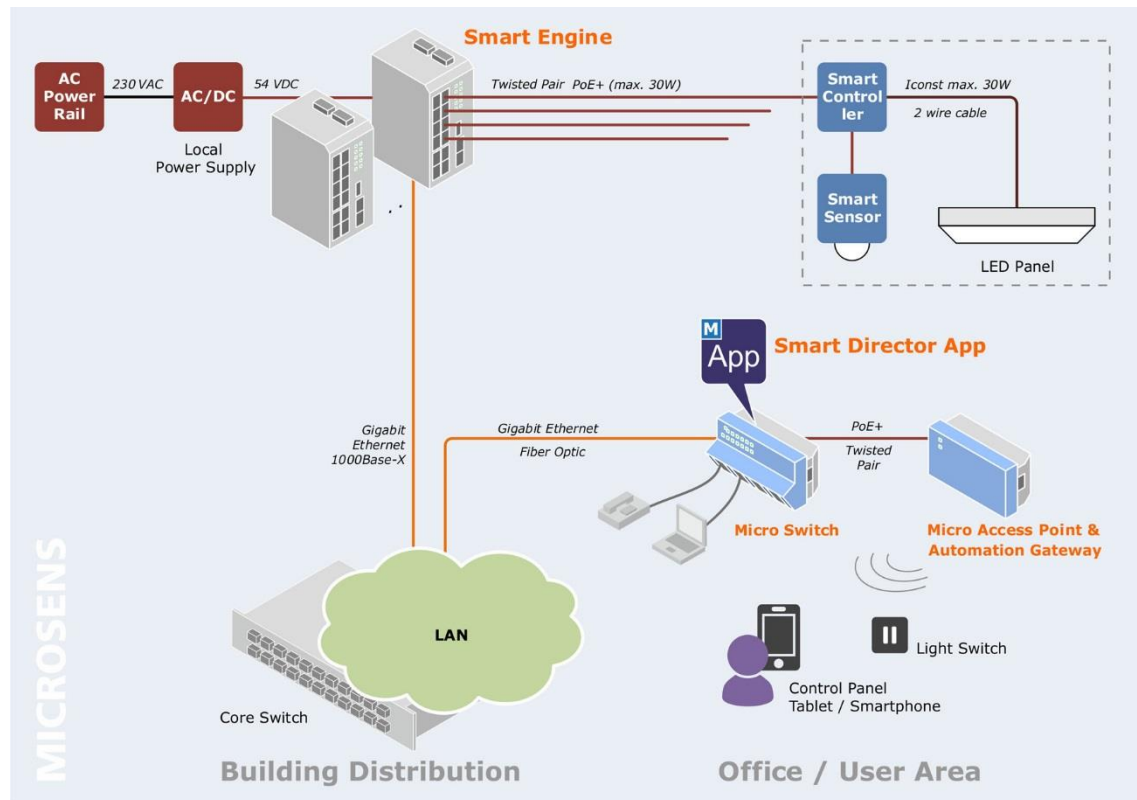 Smart Engine
AC
Power
Rail
230 VAC
AC/DC
54 VDC
Local
Power Supply
Twisted Pair PoE+ (max. 30W)
Smart
Control
ler
Iconst max. 30W
2 wire cable
Smart
Sensor
LED Panel
M
App
Smart Director App
Gigabit
Ethernet
1000Base-X
Gigabit Ethernet
Fiber Optic
PoE+
Twisted
Pair
Micro Switch
Micro Access Point &
Automation Gateway
LAN
Core Switch
Light Switch
Control Panel
Tablet / Smartphone
MICROSENS
Building Distribution
Office / User Area